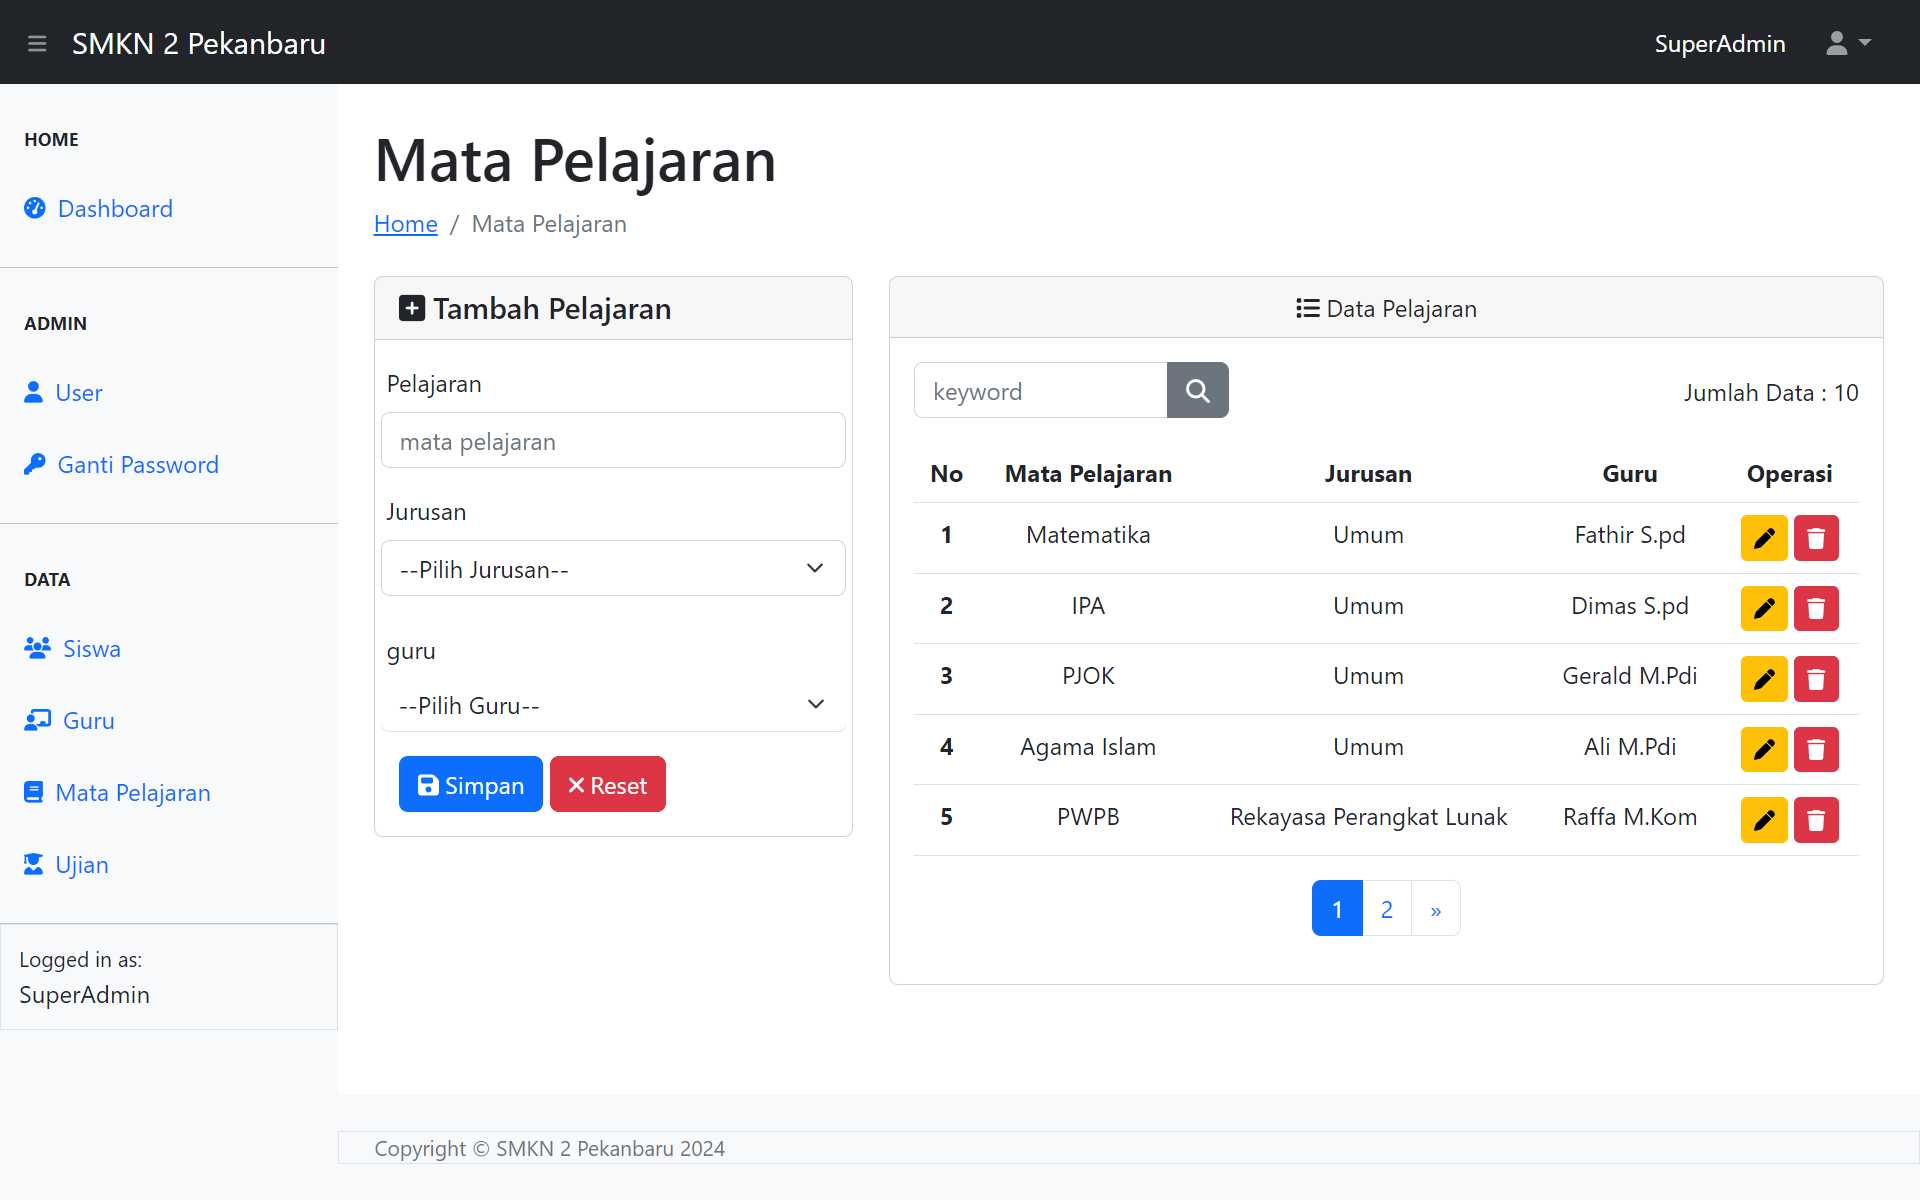 SMKN 2 Pekanbaru
SuperAdmin
HOME
Dashboard
ADMIN
User
Ganti Password
DATA
Siswa
Guru
Mata Pelajaran
Ujian
Logged in as:
SuperAdmin
Mata Pelajaran
Home / Mata Pelajaran
Tambah Pelajaran
Pelajaran
mata pelajaran
Jurusan
--Pilih Jurusan--
guru
--Pilih Guru--
Simpan Reset
Data Pelajaran
keyword
Jumlah Data : 10
No Mata Pelajaran Jurusan Guru Operasi
1 Matematika Umum Fathir S.pd
2 IPA Umum Dimas S.pd
3 PJOK Umum Gerald M.Pdi
4 Agama Islam Umum Ali M.Pdi
5 PWPB Rekayasa Perangkat Lunak Raffa M.Kom
1 2 »
Copyright © SMKN 2 Pekanbaru 2024